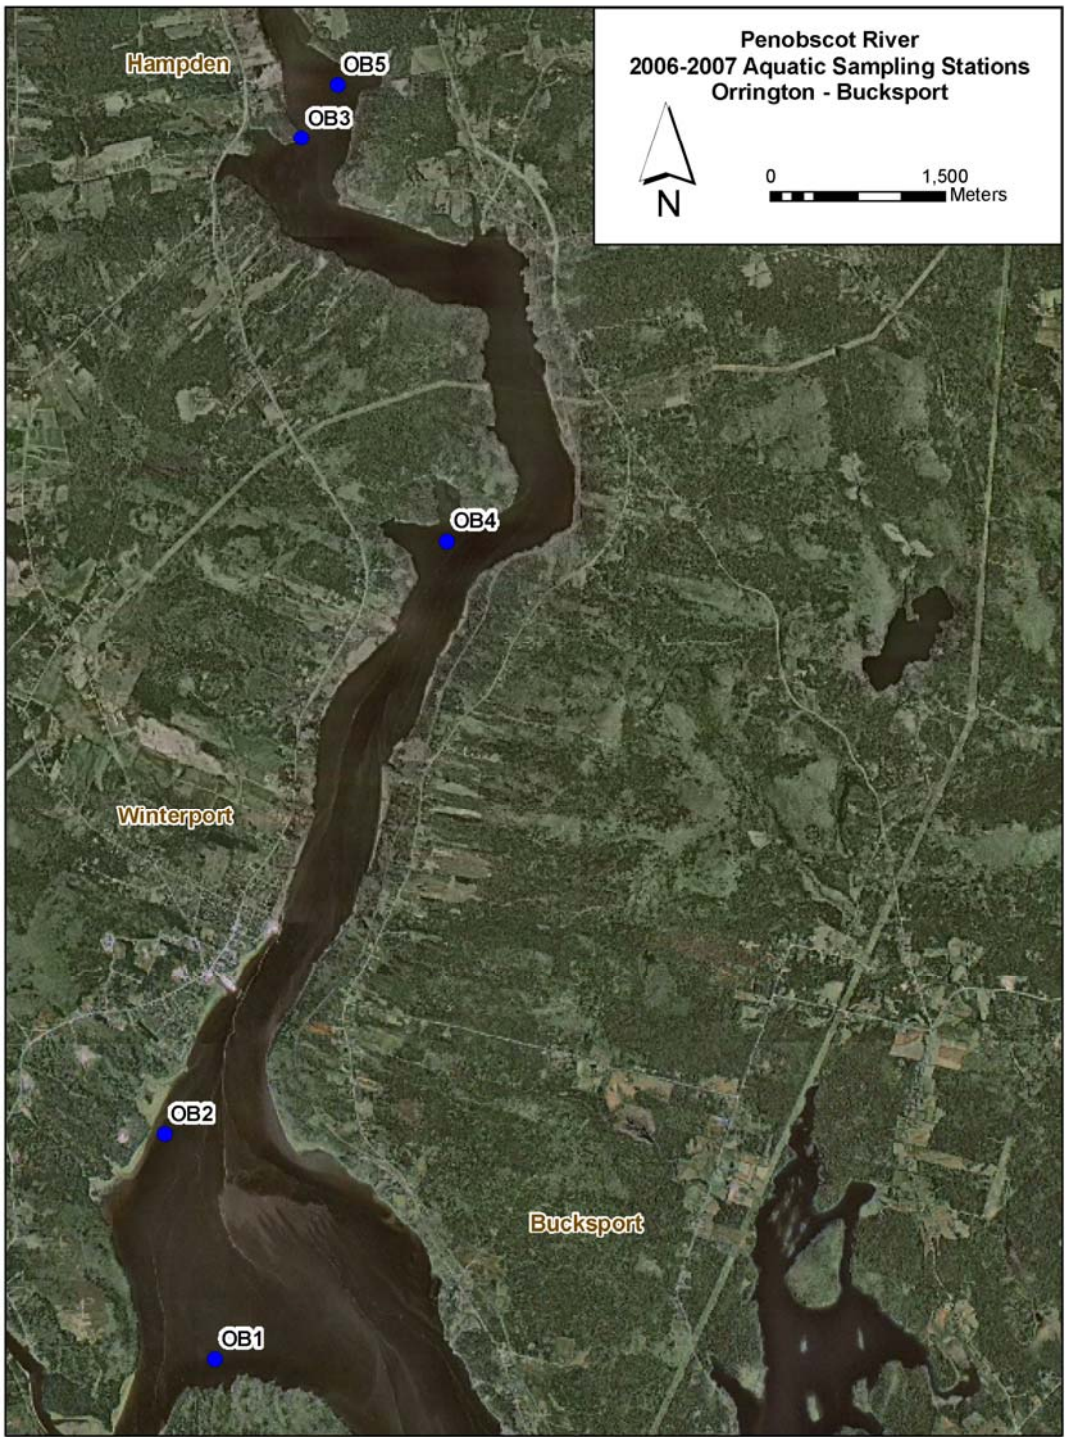 Penobscot River
2006-2007 Aquatic Sampling Stations
Orrington - Bucksport
N
0 1,500
Meters
Hampden
OB5
OB3
OB4
Winterport
OB2
Bucksport
OB1